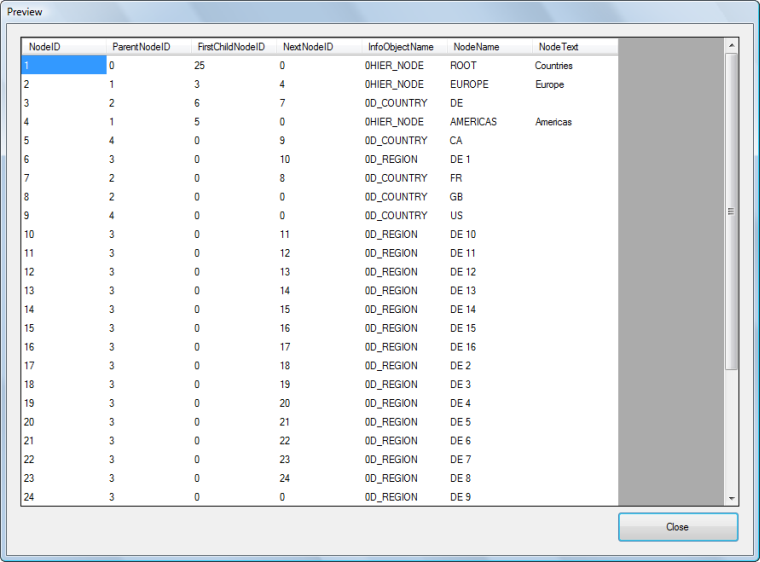 Preview
NodeID ParentNodeID FirstChildNodeID NextNodeID InfoObjectName NodeName NodeText
1 0 25 0 0HIER_NODE ROOT Countries
2 1 3 4 0HIER_NODE EUROPE Europe
3 2 6 7 0D_COUNTRY DE
4 1 5 0 0HIER_NODE AMERICAS Americas
5 4 0 9 0D_COUNTRY CA
6 3 0 10 0D_REGION DE 1
7 2 0 8 0D_COUNTRY FR
8 2 0 0 0D_COUNTRY GB
9 4 0 0 0D_COUNTRY US
10 3 0 11 0D_REGION DE 10
11 3 0 12 0D_REGION DE 11
12 3 0 13 0D_REGION DE 12
13 3 0 14 0D_REGION DE 13
14 3 0 15 0D_REGION DE 14
15 3 0 16 0D_REGION DE 15
16 3 0 17 0D_REGION DE 16
17 3 0 18 0D_REGION DE 2
18 3 0 19 0D_REGION DE 3
19 3 0 20 0D_REGION DE 4
20 3 0 21 0D_REGION DE 5
21 3 0 22 0D_REGION DE 6
22 3 0 23 0D_REGION DE 7
23 3 0 24 0D_REGION DE 8
24 3 0 0 0D_REGION DE 9
Close